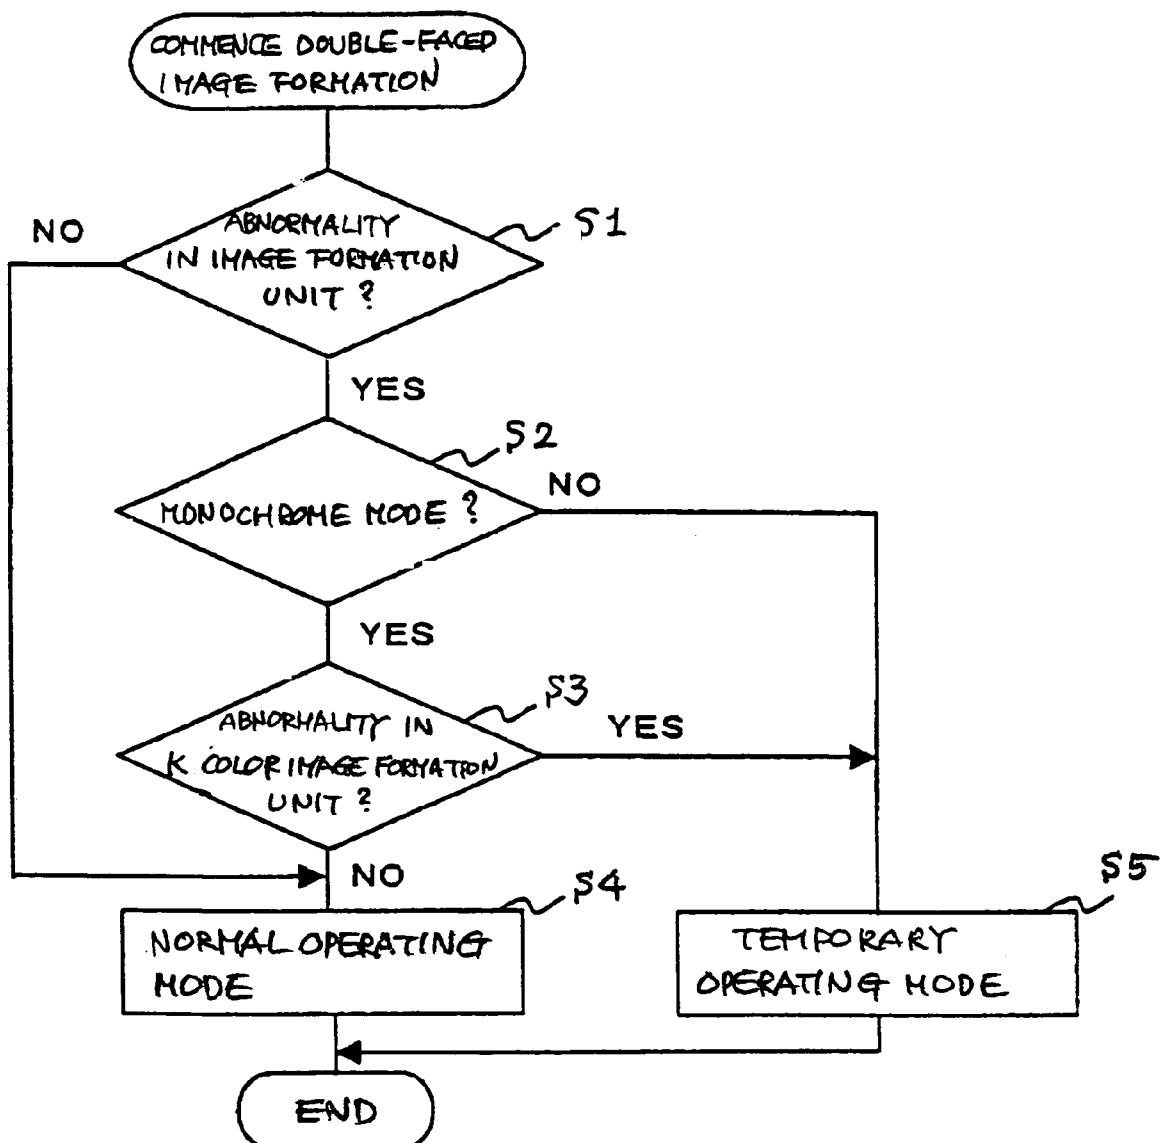 COMMENCE DOUBLE-FACED
IMAGE FORMATION
NO
ABNORMALITY
IN IMAGE FORMATION
UNIT ?
S1
YES
S2
MONOCHROME MODE ?
NO
YES
S3
ABNORMALITY IN
K COLOR IMAGE FORMATION
UNIT ?
YES
NO
S4
NORMAL OPERATING
MODE
S5
TEMPORARY
OPERATING MODE
END